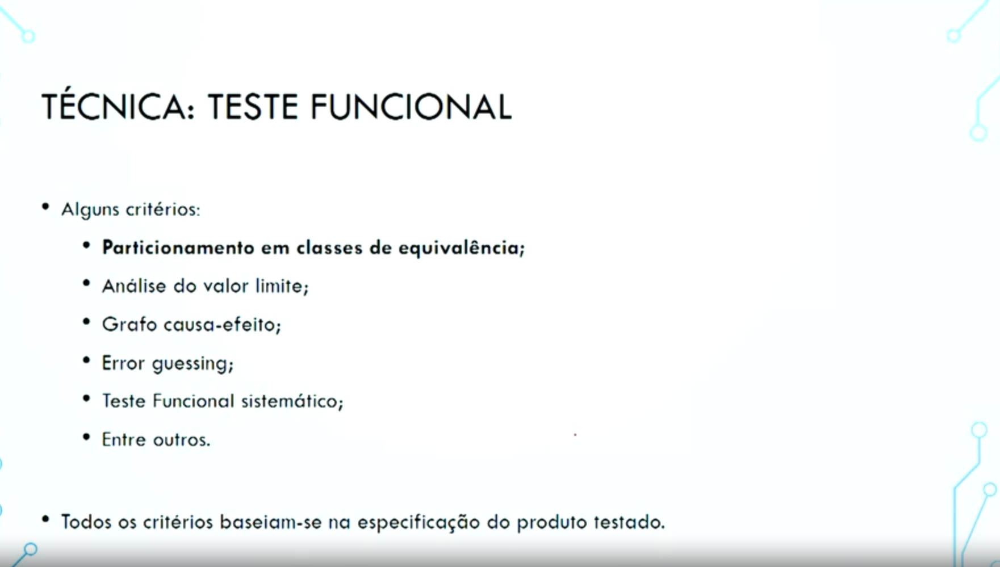 TÉCNICA: TESTE FUNCIONAL
• Alguns critérios:
• Particionamento em classes de equivalência;
• Análise do valor limite;
• Grafo causa-efeito;
• Error guessing;
• Teste Funcional sistemático;
• Entre outros.
• Todos os critérios baseiam-se na especificação do produto testado.